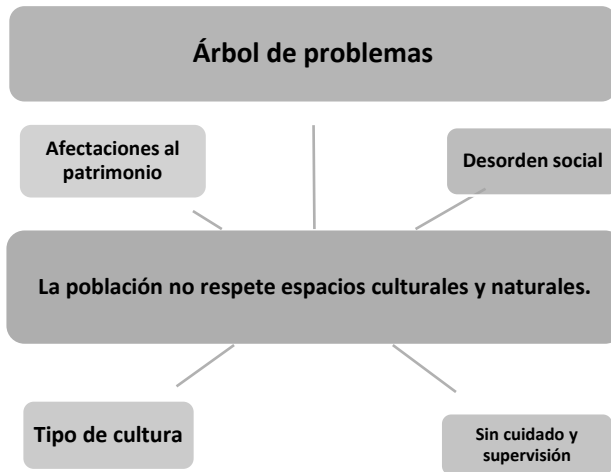 Árbol de problemas
Afectaciones al
patrimonio
Desorden social
La población no respete espacios culturales y naturales.
Tipo de cultura
Sin cuidado y
supervisión